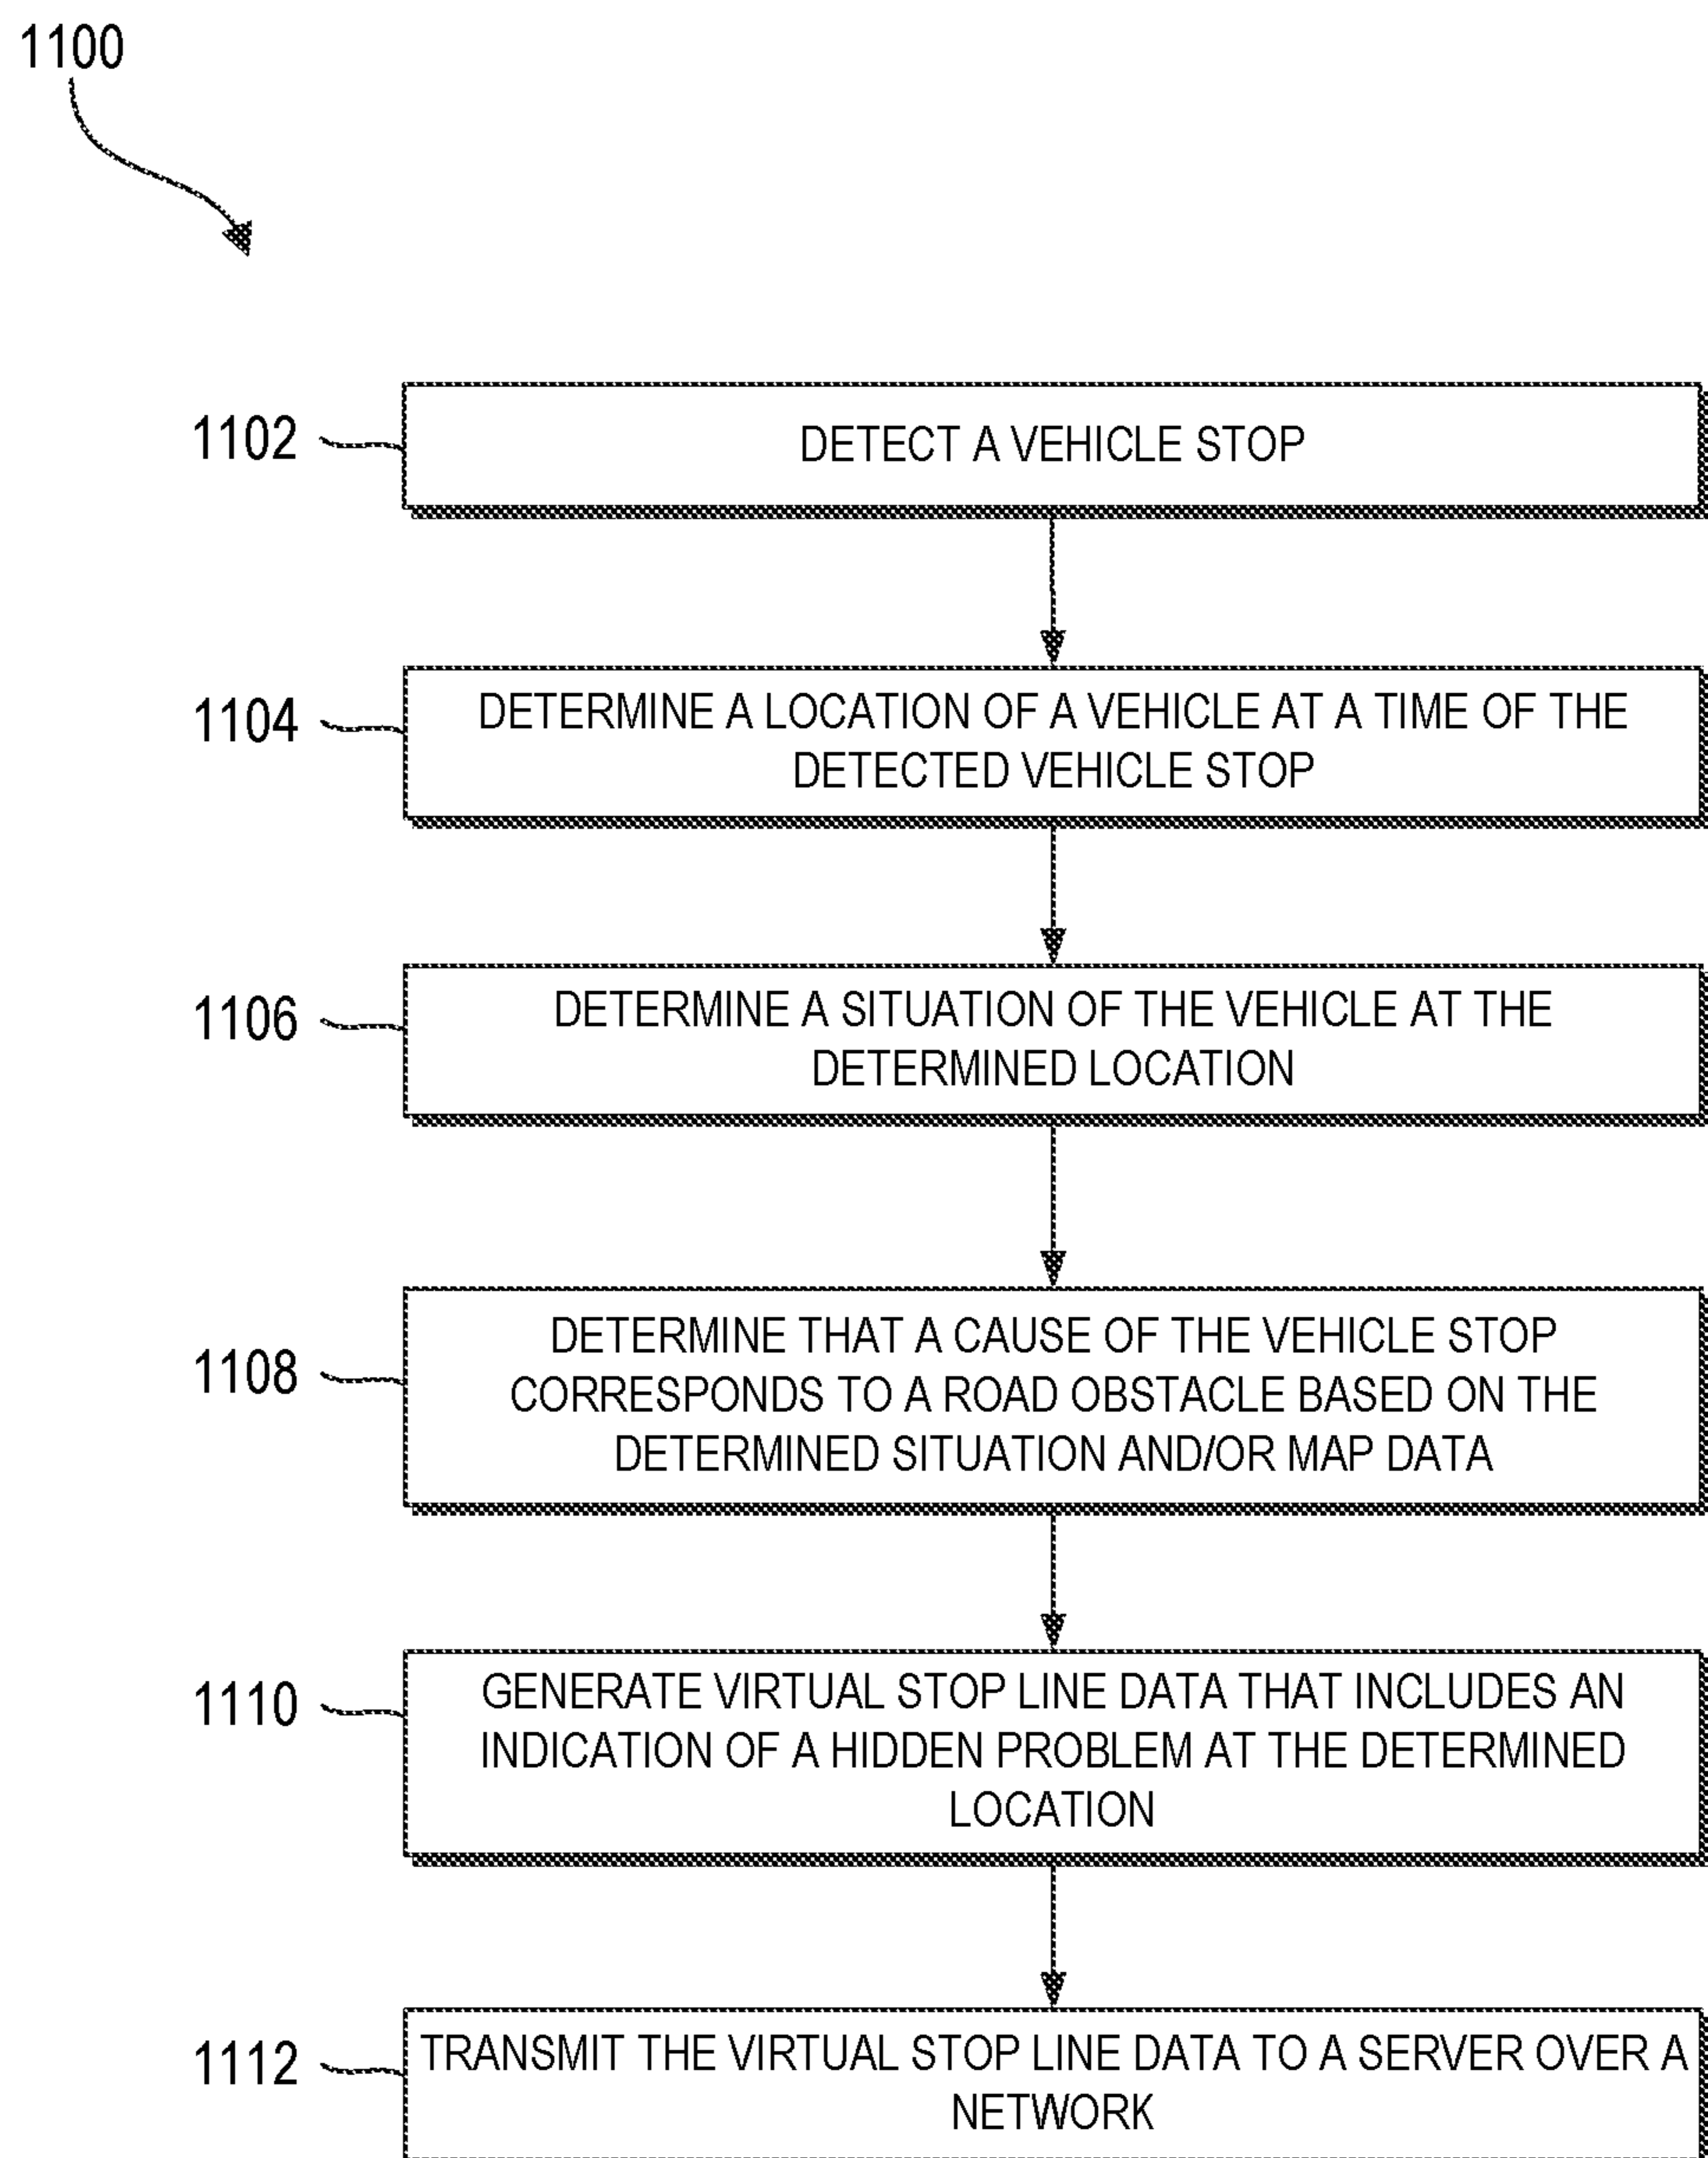 1100
1102
DETECT A VEHICLE STOP
1104
DETERMINE A LOCATION OF A VEHICLE AT A TIME OF THE
DETECTED VEHICLE STOP
1106
DETERMINE A SITUATION OF THE VEHICLE AT THE
DETERMINED LOCATION
1108
DETERMINE THAT A CAUSE OF THE VEHICLE STOP
CORRESPONDS TO A ROAD OBSTACLE BASED ON THE
DETERMINED SITUATION AND/OR MAP DATA
1110
GENERATE VIRTUAL STOP LINE DATA THAT INCLUDES AN
INDICATION OF A HIDDEN PROBLEM AT THE DETERMINED
LOCATION
1112
TRANSMIT THE VIRTUAL STOP LINE DATA TO A SERVER OVER A
NETWORK